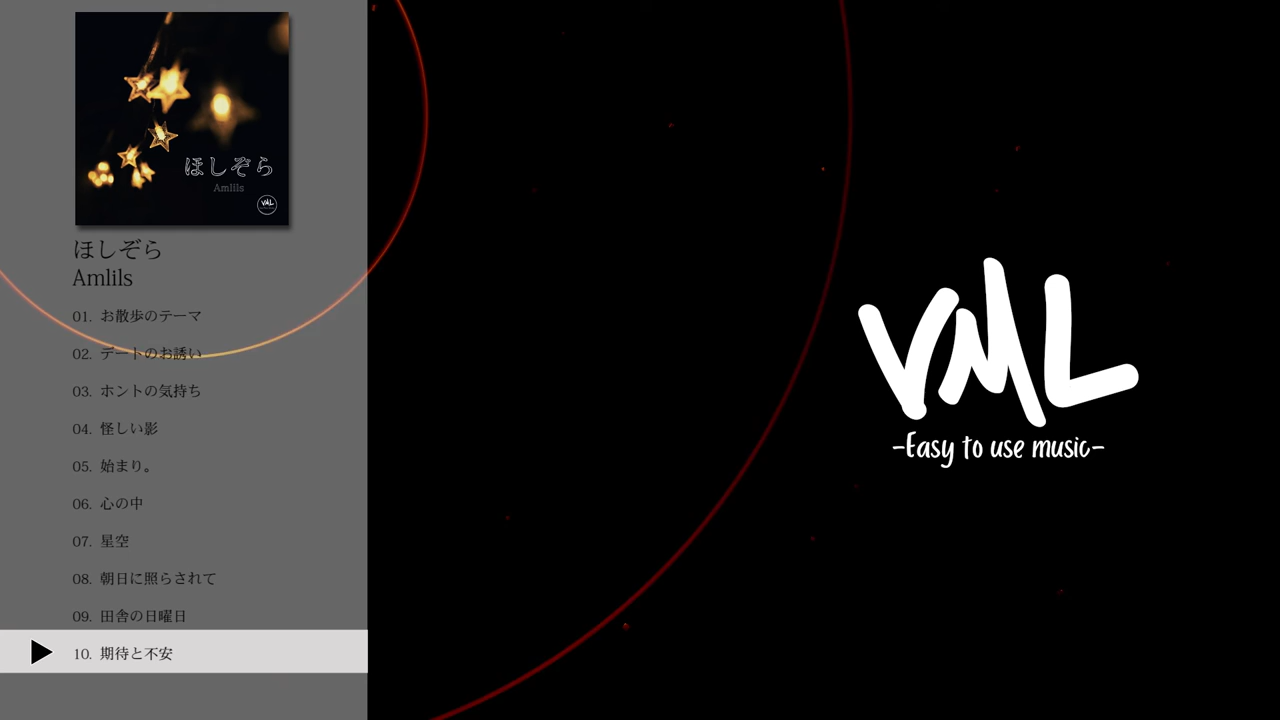 ほしぞら
Amlils
VML
ほしぞら
Amlils
01. お散歩のテーマ
02. デートのお誘い
03. ホントの気持ち
04. 怪しい影
05. 始まり。
06. 心の中
07. 星空
08. 朝日に照らされて
09. 田舎の日曜日
10. 期待と不安
VML
-Easy to use music-